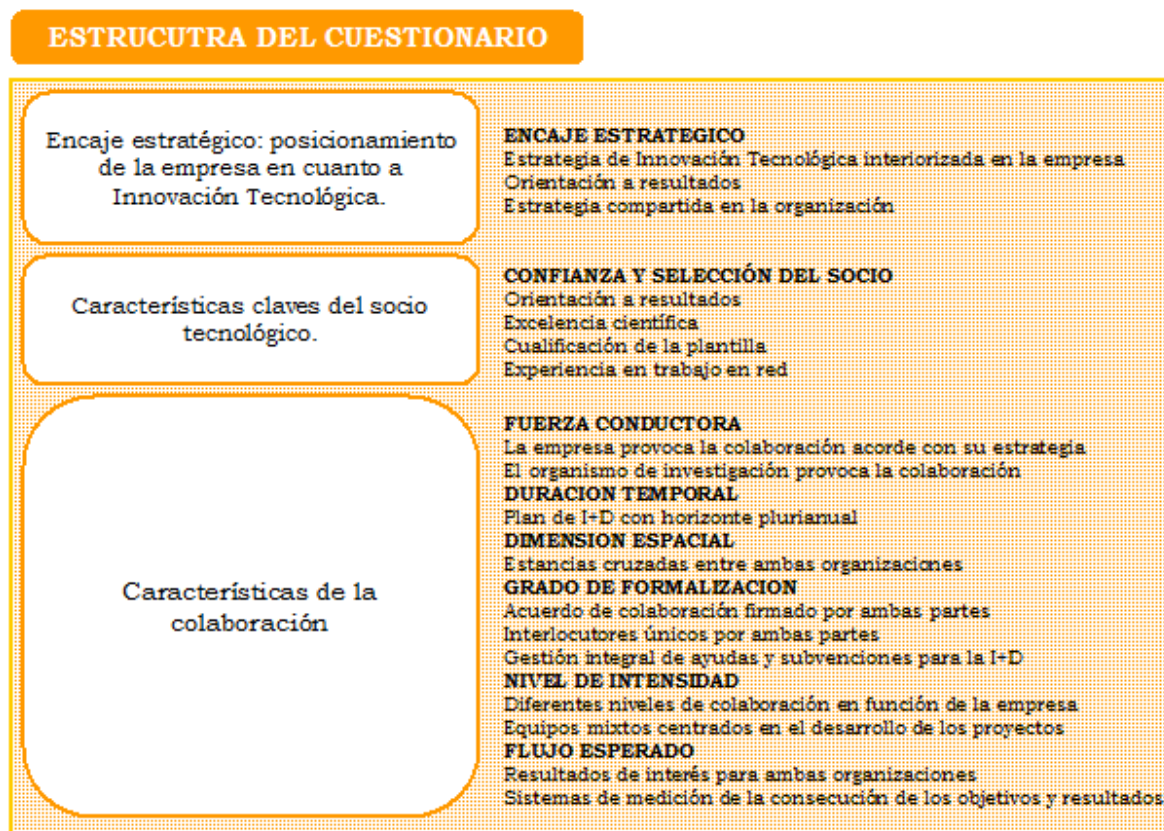 ESTRUCUTRA DEL CUESTIONARIO
Encaje estratégico: posicionamiento
de la empresa en cuanto a
Innovación Tecnológica.
ENCAJE ESTRATEGICO
Estrategia de Innovación Tecnológica interiorizada en la empresa
Orientación a resultados
Estrategia compartida en la organización
Característísticas claves del socio
tecnológico.
CONFIANZA Y SELECCIÓN DEL SOCIO
Orientación a resultados
Excelencia científica
Cualificación de la plantilla
Experiencia en trabajo en red
Características de la
colaboración
FUERZA CONDUCTORA
La empresa provoca la colaboración acorde con su estrategia
El organismo de investigación provoca la colaboración
DURACION TEMPORAL
Plan de I+D con horizonte plurianual
DIMENSION ESPACIAL
Estancias cruzadas entre ambas organizaciones
GRADO DE FORMALIZACION
Acuerdo de colaboración firmado por ambas partes
Interlocutores únicos por ambas partes
Gestión integral de ayudas y subvenciones para la I+D
NIVEL DE INTENSIDAD
Diferentes niveles de colaboración en función de la empresa
Equipos mixtos centrados en el desarrollo de los proyectos
FLUJO ESPERADO
Resultados de interés para ambas organizaciones
Sistemas de medición de la consecución de los objetivos y resultados